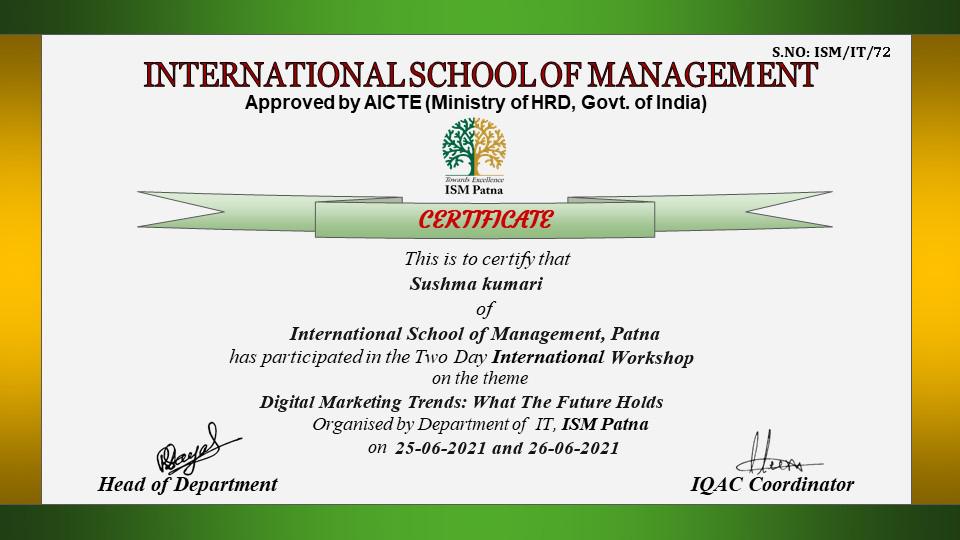 S.NO: ISM/IT/72
INTERNATIONAL SCHOOL OF MANAGEMENT
Approved by AICTE (Ministry of HRD, Govt. of India)
Towards Excellence
ISM Patna
CERTIFICATE
This is to certify that
Sushma kumari
of
International School of Management, Patna
has participated in the Two Day International Workshop
on the theme
Digital Marketing Trends: What The Future Holds
Organised by Department of IT, ISM Patna
on 25-06-2021 and 26-06-2021
Head of Department
IQAC Coordinator